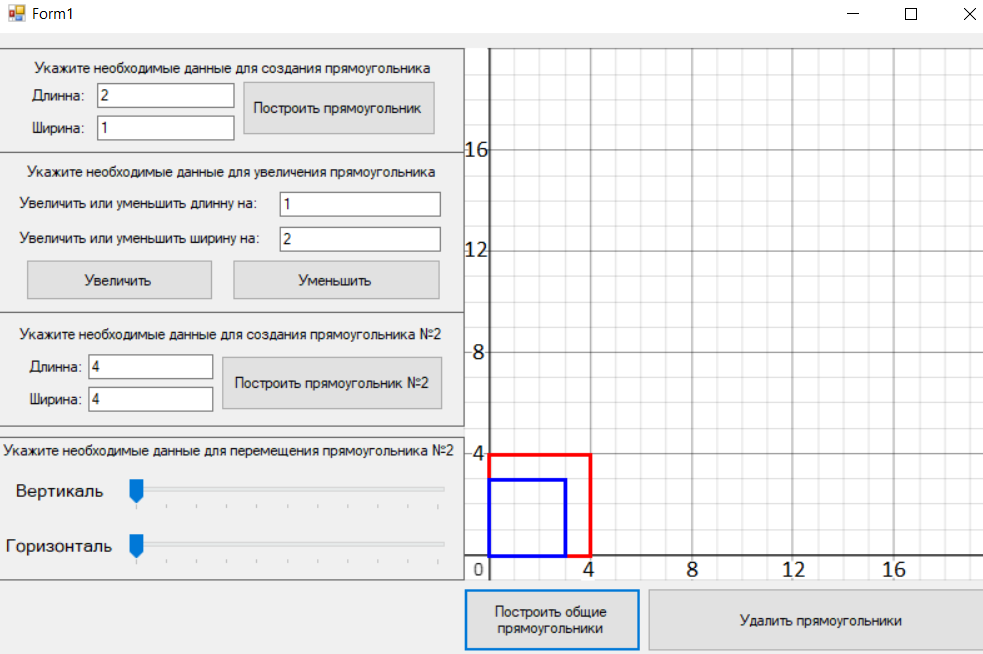 Form1
Укажите необходимые данные для создания прямоугольника
Длинна: 2
Ширина: 1
Построить прямоугольник
Укажите необходимые данные для увеличения прямоугольника
Увеличить или уменьшить длинну на: 1
Увеличить или уменьшить ширину на: 2
Увеличить
Уменьшить
Укажите необходимые данные для создания прямоугольника №2
Длинна: 4
Ширина: 4
Построить прямоугольник №2
Укажите необходимые данные для перемещения прямоугольника №2
Вертикаль
Горизонталь
16
12
8
4
0 4 8 12 16
Построить общие
прямоугольники
Удалить прямоугольники